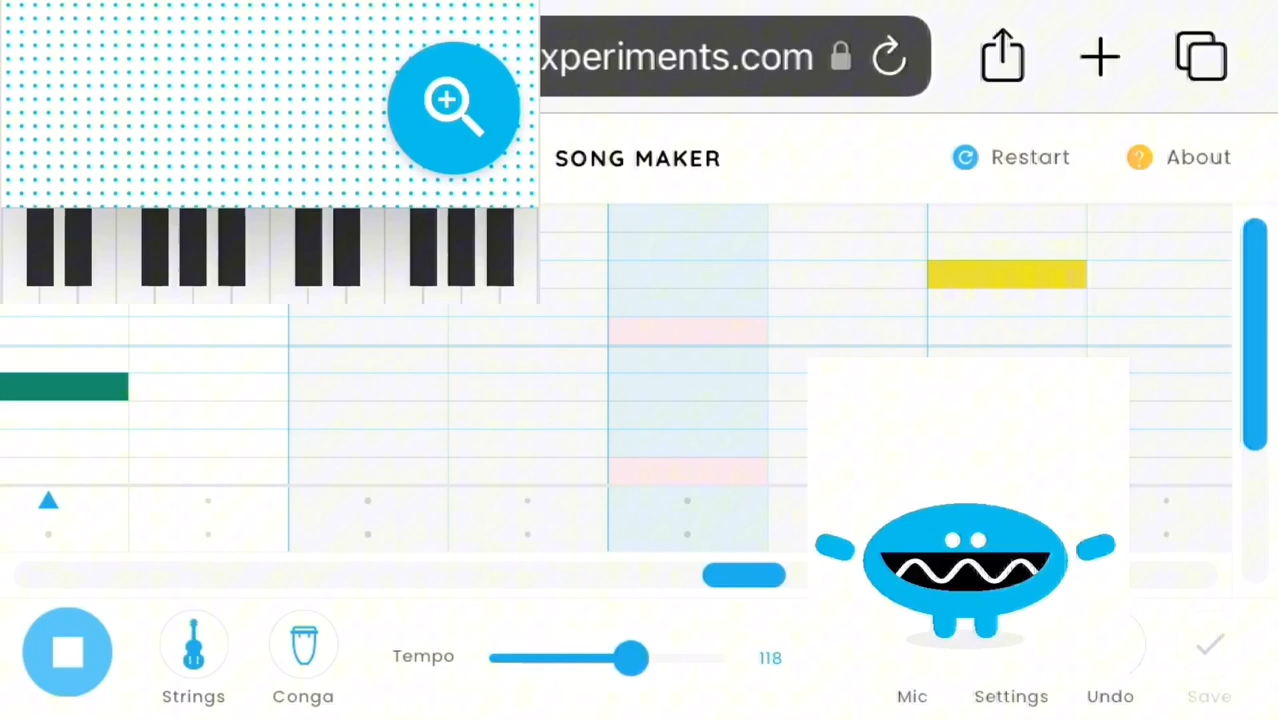 xperiments.com
SONG MAKER
Restart
? About
Tempo
118
Strings
Conga
Mic
Settings
Undo
Save